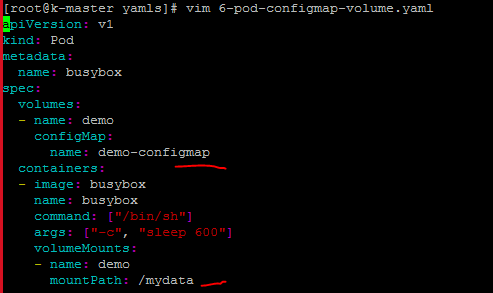 [root@k-master yamls]# vim 6-pod-configmap-volume.yaml
apiVersion: v1
kind: Pod
metadata:
  name: busybox
spec:
  volumes:
  - name: demo
    configMap:
      name: demo-configmap
  containers:
  - image: busybox
    name: busybox
    command: ["/bin/sh"]
    args: ["-c", "sleep 600"]
    volumeMounts:
    - name: demo
      mountPath: /mydata